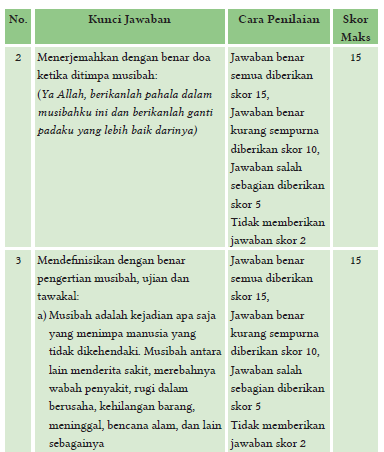 No. Kunci Jawaban Cara Penilaian Skor Maks
2 Menerjemahkan dengan benar doa
ketika ditimpa musibah:
(Ya Allah, berikanlah pahala dalam
musibahku ini dan berikanlah ganti
padaku yang lebih baik darinya)
Jawaban benar
semua diberikan
skor 15,
Jawaban benar
kurang sempurna
diberikan skor 10,
Jawaban salah
sebagian diberikan
skor 5
Tidak memberikan
jawaban skor 2
15
3 Mendefinisikan dengan benar
pengertian musibah, ujian dan
tawakal:
a) Musibah adalah kejadian apa saja
yang menimpa manusia yang
tidak dikehendaki. Musibah antara
lain menderita sakit, merebahnya
wabah penyakit, rugi dalam
berusaha, kehilangan barang,
meninggal, bencana alam, dan lain
sebagainya
Jawaban benar
semua diberikan
skor 15,
Jawaban benar
kurang sempurna
diberikan skor 10,
Jawaban salah
sebagian diberikan
skor 5
Tidak memberikan
jawaban skor 2
15